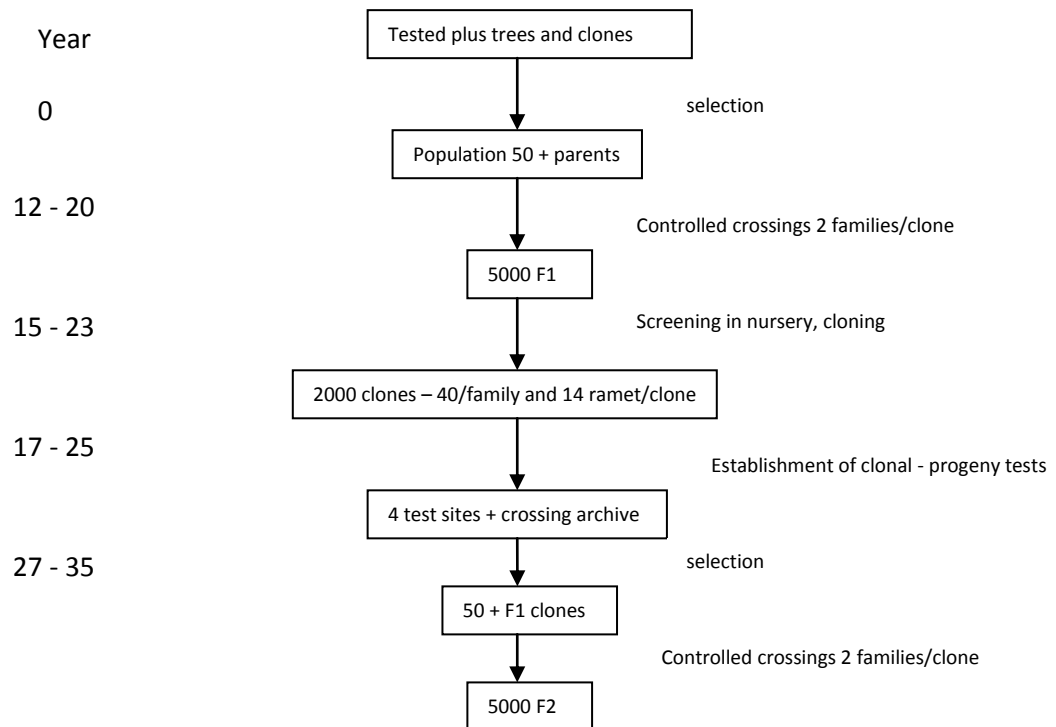 Year
Tested plus trees and clones
0
selection
Population 50 + parents
12 - 20
Controlled crossings 2 families/clone
5000 F1
15 - 23
Screening in nursery, cloning
2000 clones – 40/family and 14 ramet/clone
17 - 25
Establishment of clonal - progeny tests
4 test sites + crossing archive
27 - 35
selection
50 + F1 clones
Controlled crossings 2 families/clone
5000 F2